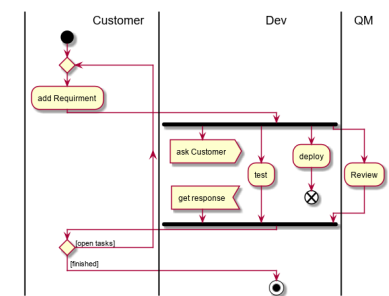 Customer
Dev
QM
add Requirment
ask Customer
deploy
test
Review
get response
[open tasks]
[finished]